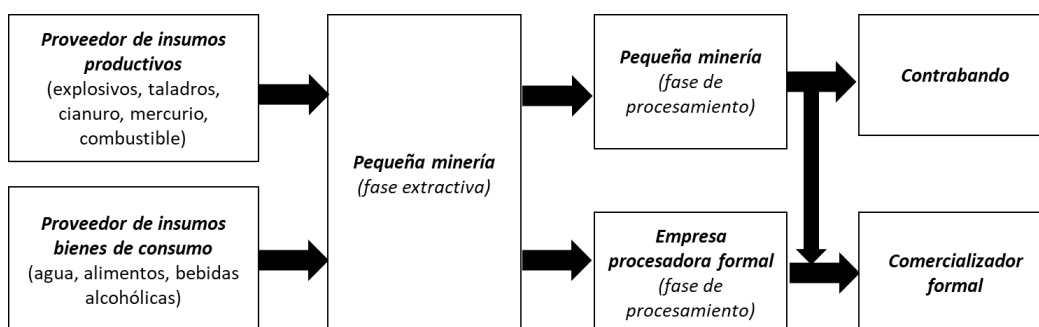 Proveedor de insumos
productivos
(explosivos, taladros,
cianuro, mercurio,
combustible)
Proveedor de insumos
bienes de consumo
(agua, alimentos, bebidas
alcohólicas)
Pequeña minería
(fase extractiva)
Pequeña minería
(fase de
procesamiento)
Empresa
procesadora formal
(fase de
procesamiento)
Contrabando
Comercializador
formal